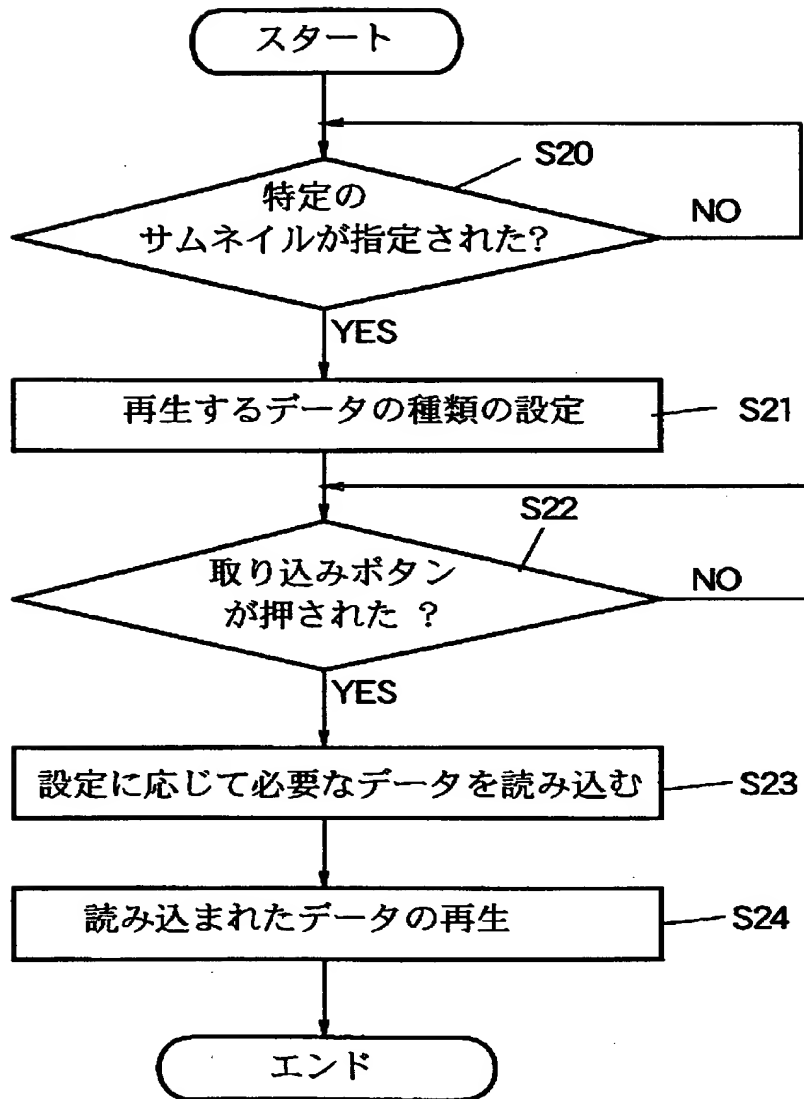 スタート
S20
特定の
サムネイルが指定された?
NO
YES
再生するデータの種類の設定
S21
S22
取り込みボタン
が押された ?
NO
YES
設定に応じて必要なデータを読み込む
S23
読み込まれたデータの再生
S24
エンド